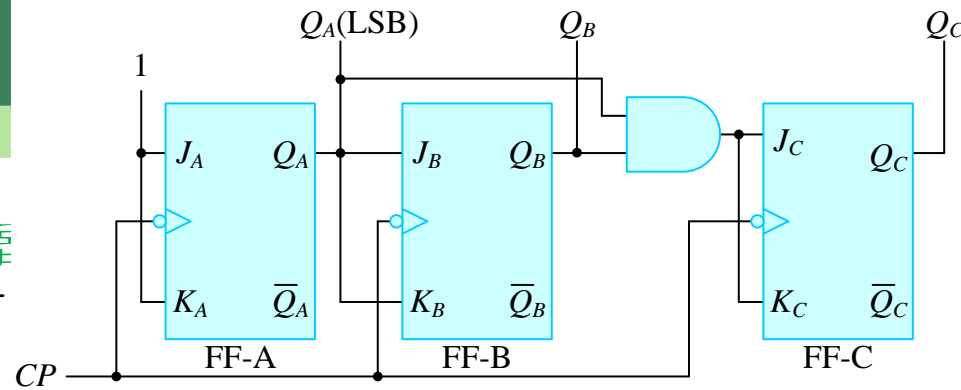 Q_A(LSB) Q_B Q_C
1
J_A Q_A J_B Q_B J_C Q_C
K_A Q̅_A K_B Q̅_B K_C Q̅_C
FF-A FF-B FF-C
CP